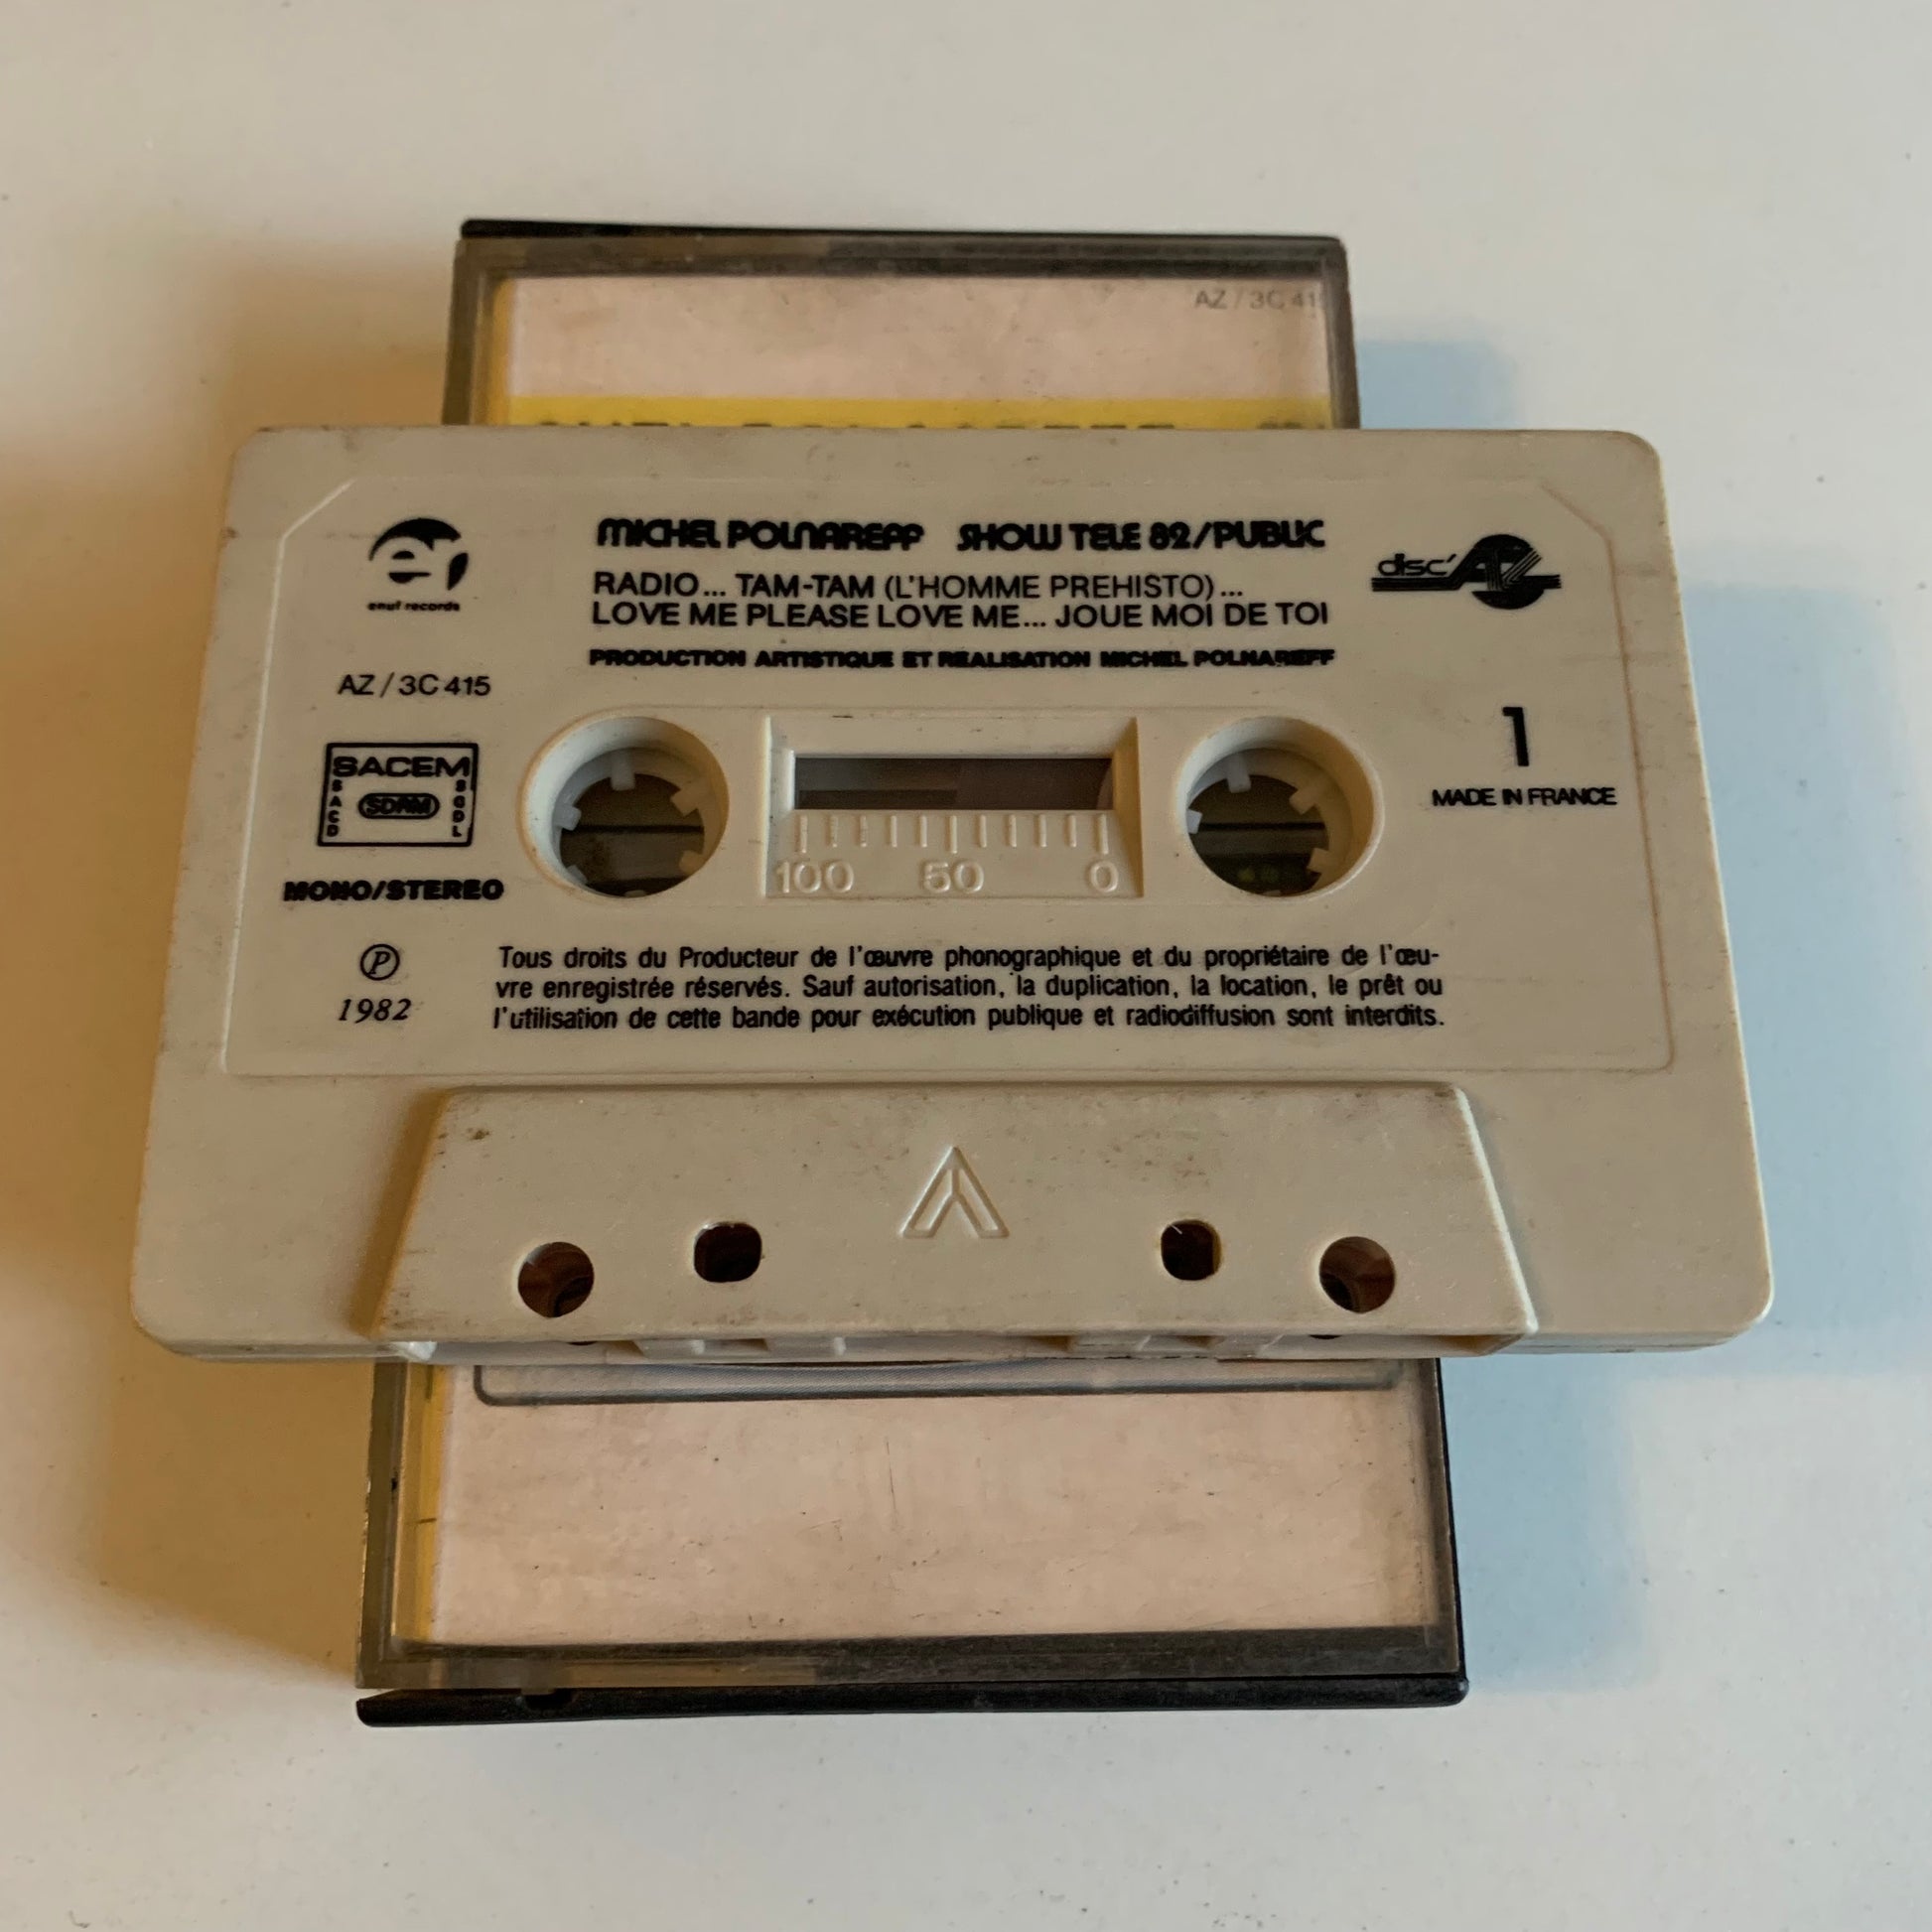 AZ / 3C 415
enuf records
MICHEL POLNAREFF SHOW TELE 82/PUBLIC
RADIO... TAM-TAM (L'HOMME PREHISTO)...
LOVE ME PLEASE LOVE ME... JOUE MOI DE TOI
PRODUCTION ARTISTIQUE ET REALISATION MICHEL POLNAREFF
disc'AZ
AZ / 3C 415
SACEM
SACD
SDRM
SGDL
MONO/STEREO
1
MADE IN FRANCE
100 50 0
Ⓟ
1982
Tous droits du Producteur de l'œuvre phonographique et du propriétaire de l'œu-
vre enregistrée réservés. Sauf autorisation, la duplication, la location, le prêt ou
l'utilisation de cette bande pour exécution publique et radiodiffusion sont interdits.